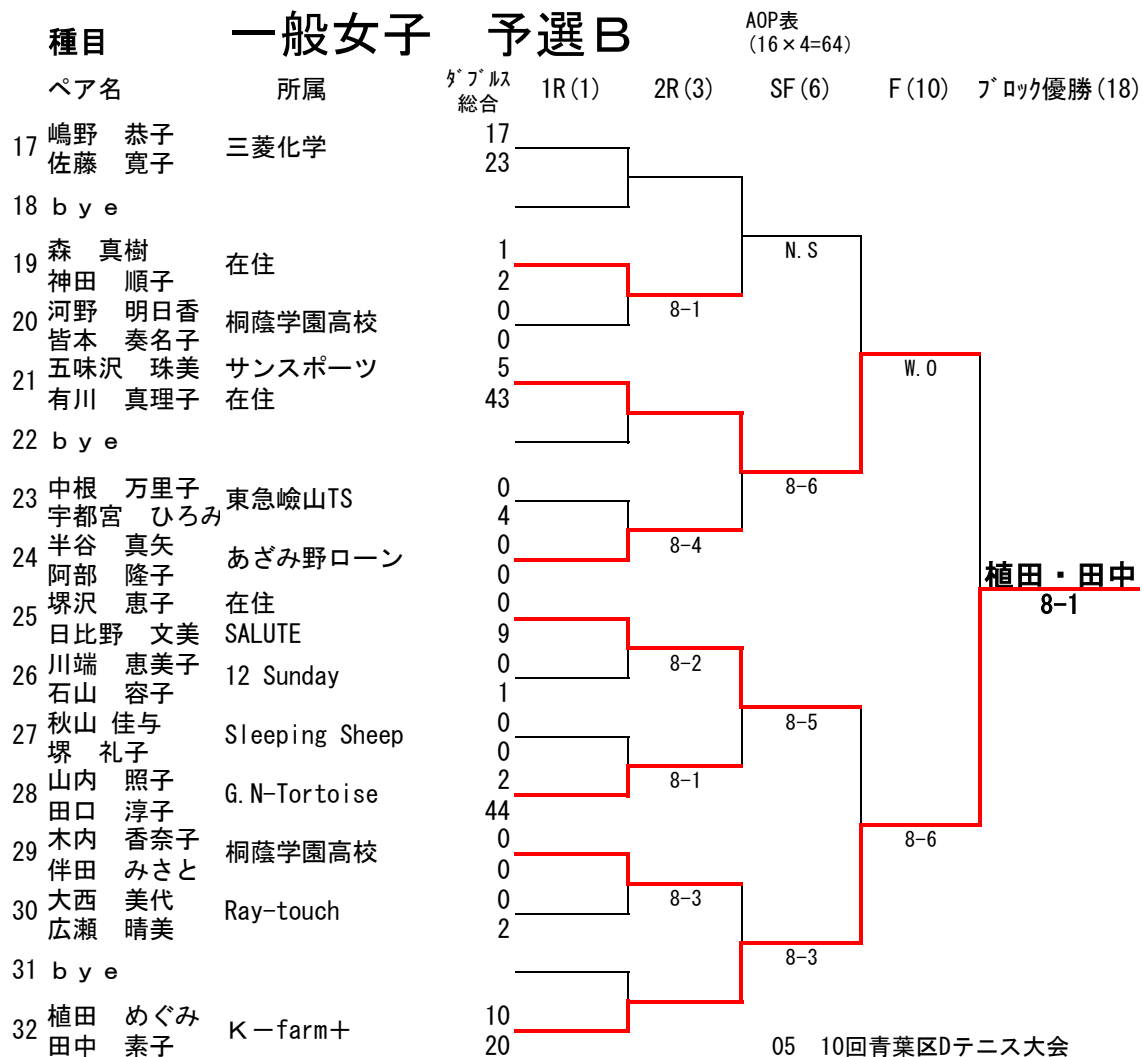 種目 一般女子 予選B AOP表
(16×4=64)
ペア名 所属 ﾀﾞﾌﾞﾙｽ
総合 1R(1) 2R(3) SF(6) F(10) ﾌﾞﾛｯｸ優勝(18)
17 嶋野 恭子 三菱化学 17
佐藤 寛子 23
18 bye
19 森 真樹 在住 1
神田 順子 2
N.S
8-1
20 河野 明日香 桐蔭学園高校 0
皆本 奏名子 0
21 五味沢 珠美 サンスポーツ 5
有川 真理子 在住 43
W.O
22 bye
8-6
23 中根 万里子 東急嶮山TS 0
宇都宮 ひろみ 4
8-4
24 半谷 真矢 あざみ野ローン 0
阿部 隆子 0
植田・田中
8-1
25 堺沢 恵子 在住 0
日比野 文美 SALUTE 9
8-2
26 川端 恵美子 12 Sunday 0
石山 容子 1
8-5
27 秋山 佳与 Sleeping Sheep 0
堺 礼子 0
8-1
28 山内 照子 G.N-Tortoise 2
田口 淳子 44
8-6
29 木内 香奈子 桐蔭学園高校 0
伴田 みさと 0
8-3
30 大西 美代 Ray-touch 0
広瀬 晴美 2
8-3
31 bye
32 植田 めぐみ K-farm+ 10
田中 素子 20
05 10回青葉区Dテニス大会